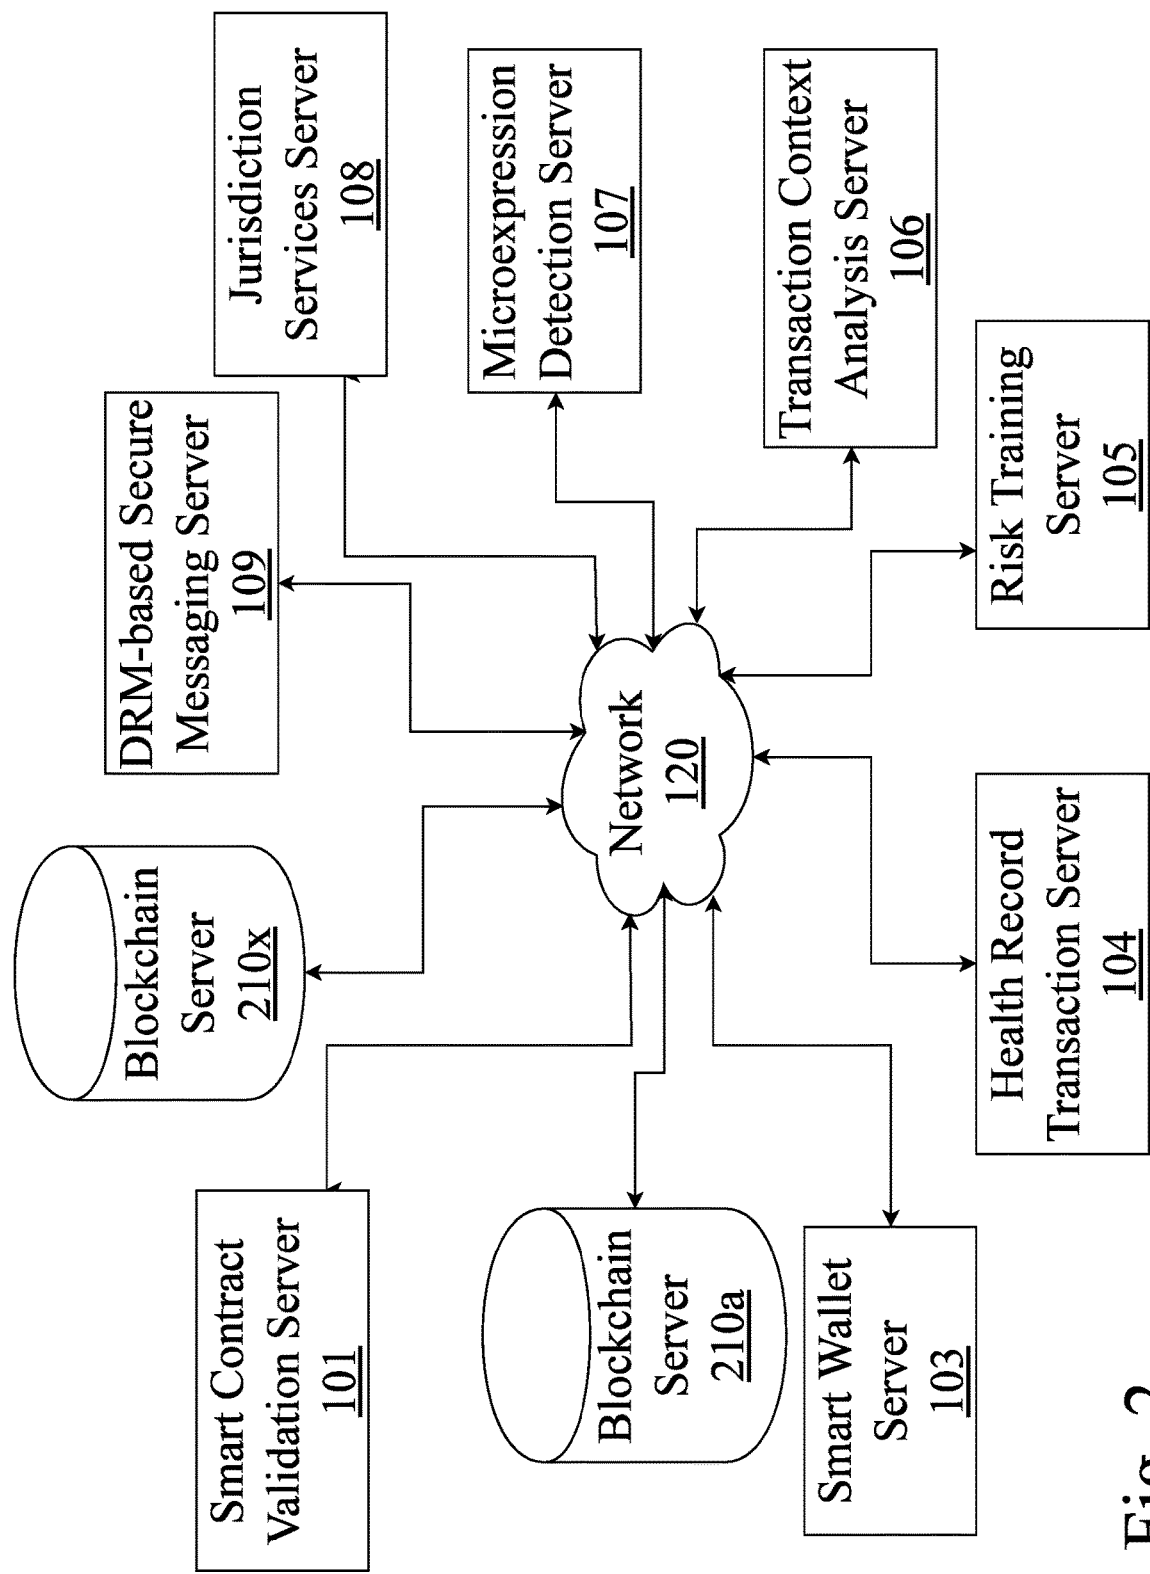 Smart Contract
Validation Server
101
Blockchain
Server
210x
DRM-based Secure
Messaging Server
109
Jurisdiction
Services Server
108
Blockchain
Server
210a
Network
120
Microexpression
Detection Server
107
Smart Wallet
Server
103
Health Record
Transaction Server
104
Risk Training
Server
105
Transaction Context
Analysis Server
106
Fig. 2